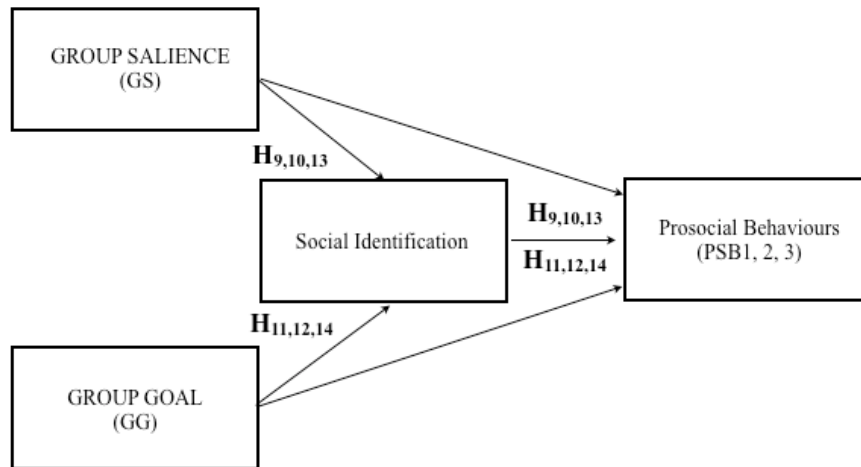 GROUP SALIENCE
(GS)
H9,10,13
Social Identification
H9,10,13
H11,12,14
Prosocial Behaviours
(PSB1, 2, 3)
H11,12,14
GROUP GOAL
(GG)